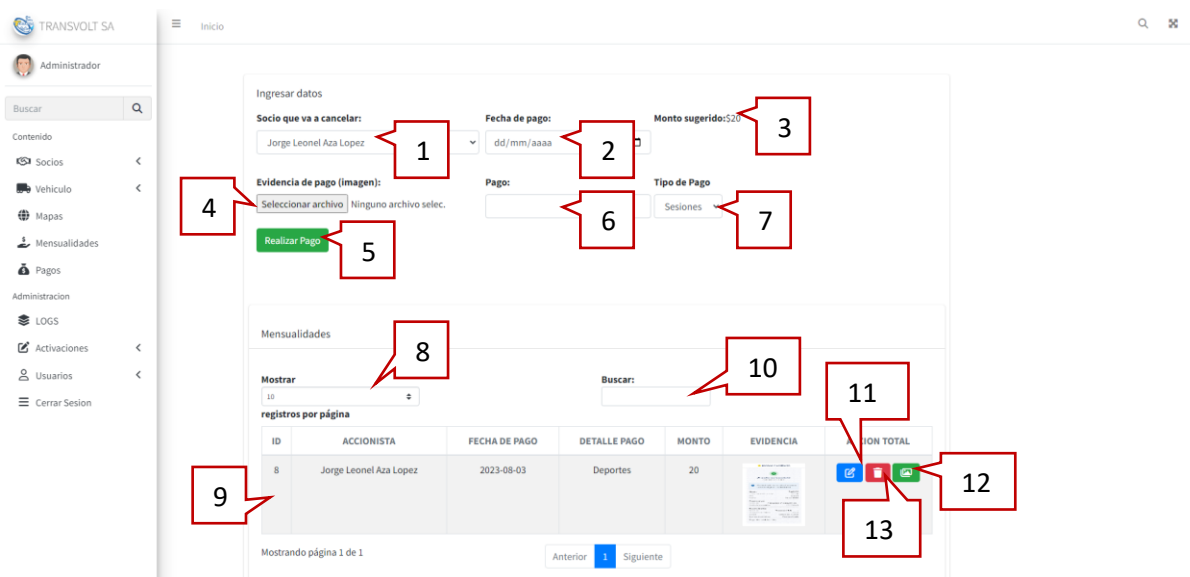 TRANSVOLT SA
Inicio
Administrador
Buscar
Contenido
Socios
Vehiculo
Mapas
Mensualidades
Pagos
Administracion
LOGS
Activaciones
Usuarios
Cerrar Sesion
Ingresar datos
Socio que va a cancelar: Fecha de pago: Monto sugerido:$20
Jorge Leonel Aza Lopez dd/mm/aaaa
1 2 3
Evidencia de pago (imagen): Pago: Tipo de Pago
Seleccionar archivo Ninguno archivo selec. Sesiones
4 6 7
Realizar Pago
5
Mensualidades
8
10
Mostrar Buscar:
10
registros por página
11
ID ACCIONISTA FECHA DE PAGO DETALLE PAGO MONTO EVIDENCIA TOTAL
8 Jorge Leonel Aza Lopez 2023-08-03 Deportes 20
9 12
13
Mostrando página 1 de 1
Anterior 1 Siguiente